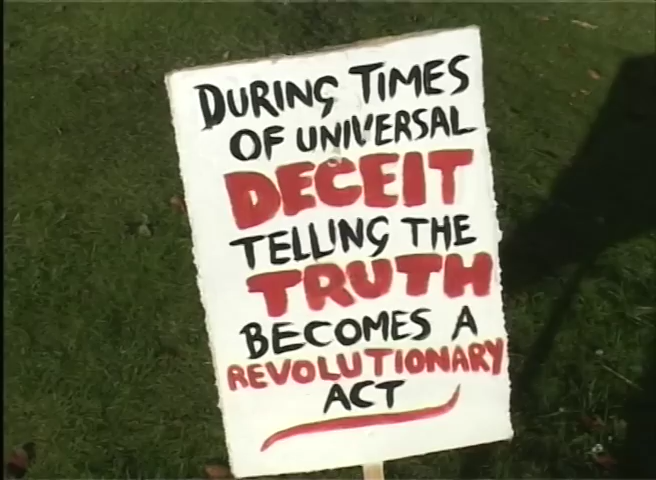 DURING TIMES
OF UNIVERSAL
DECEIT
TELLING THE
TRUTH
BECOMES A
REVOLUTIONARY
ACT